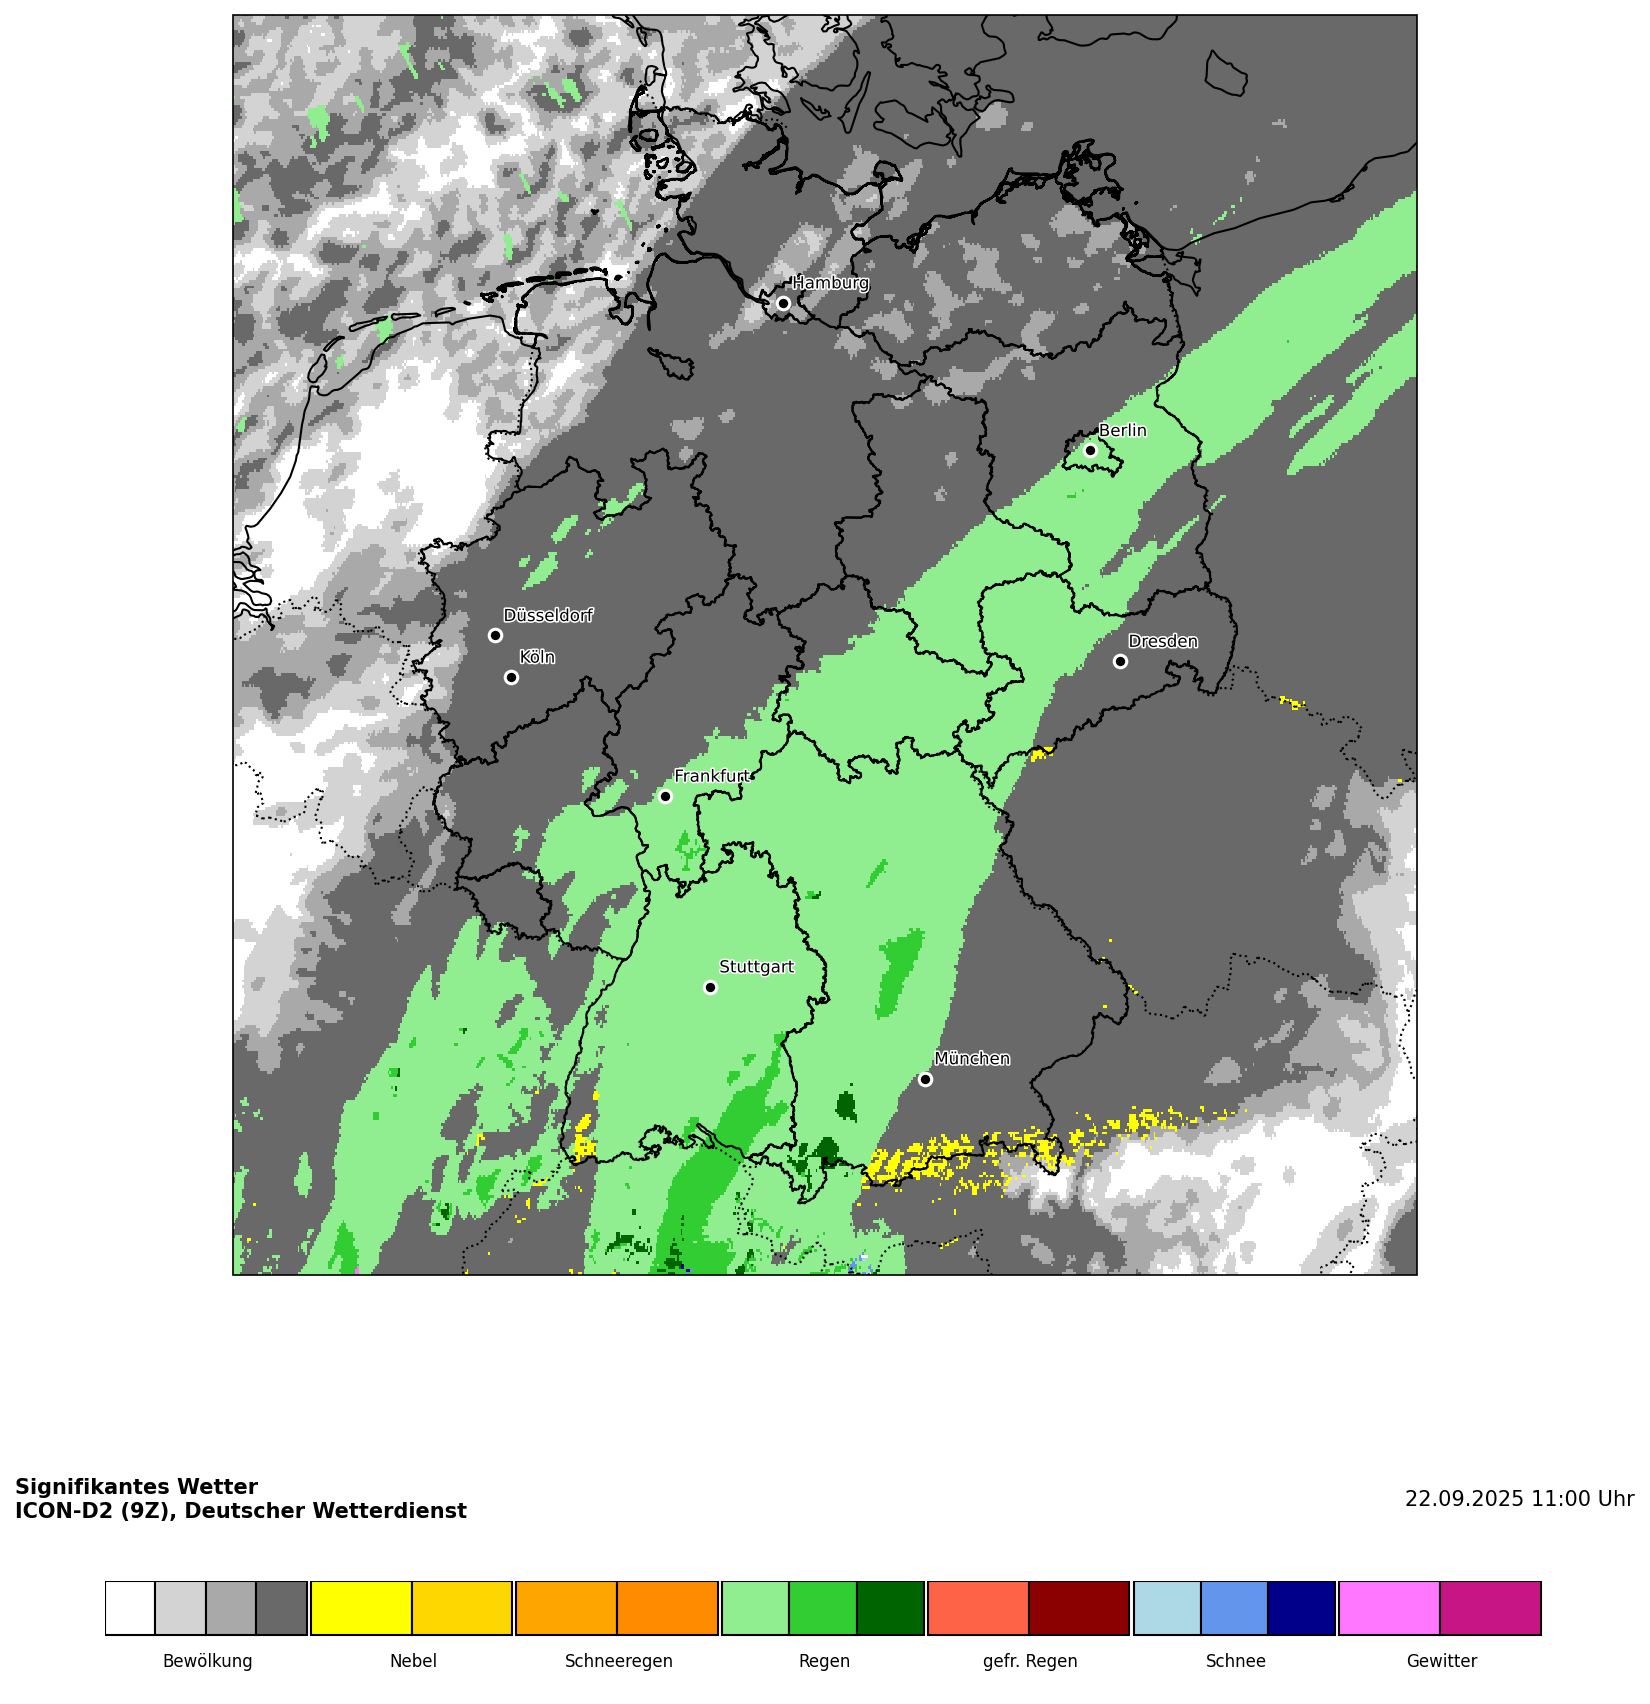 Hamburg
Berlin
Düsseldorf
Dresden
Köln
Frankfurt
Stuttgart
München
Signifikantes Wetter
ICON-D2 (9Z), Deutscher Wetterdienst
22.09.2025 11:00 Uhr
Bewölkung
Nebel
Schneeregen
Regen
gefr. Regen
Schnee
Gewitter